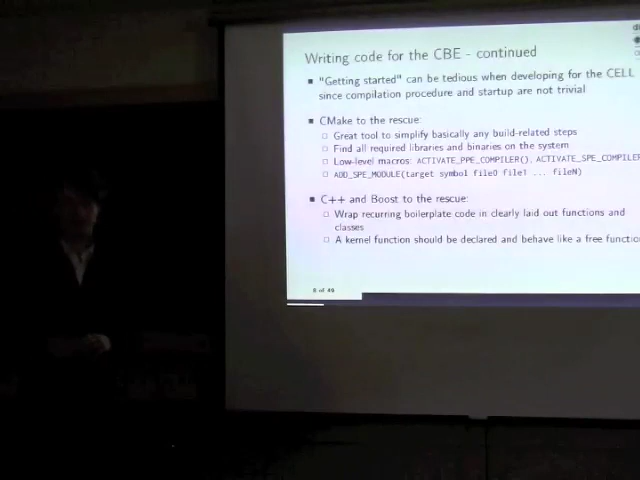 Writing code for the CBE - continued
"Getting started" can be tedious when developing for the CELL
since compilation procedure and startup are not trivial
CMake to the rescue:
Great tool to simplify basically any build-related steps
Find all required libraries and binaries on the system
Low-level macros: ACTIVATE_PPE_COMPILER(), ACTIVATE_SPE_COMPILER
ADD_SPE_MODULE(target symbol file0 file1 ... fileN)
C++ and Boost to the rescue:
Wrap recurring boilerplate code in clearly laid out functions and
classes
A kernel function should be declared and behave like a free functio
8 of 49